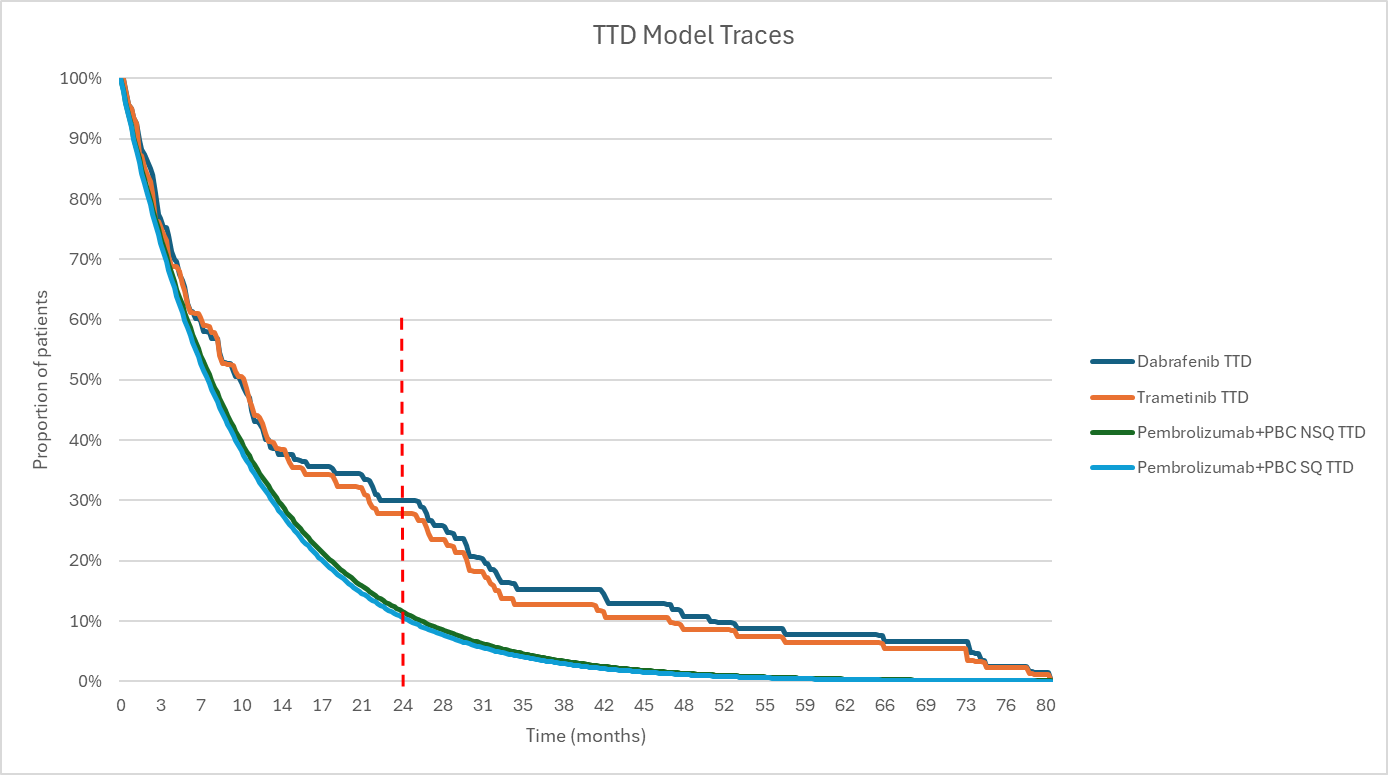 TTD Model Traces
100%
90%
80%
70%
60%
50%
40%
30%
20%
10%
0%
Proportion of patients
0 3 7 10 14 17 21 24 28 31 35 38 42 45 48 52 55 59 62 66 69 73 76 80
Time (months)
Dabrafenib TTD
Trametinib TTD
Pembrolizumab+PBC NSQ TTD
Pembrolizumab+PBC SQ TTD